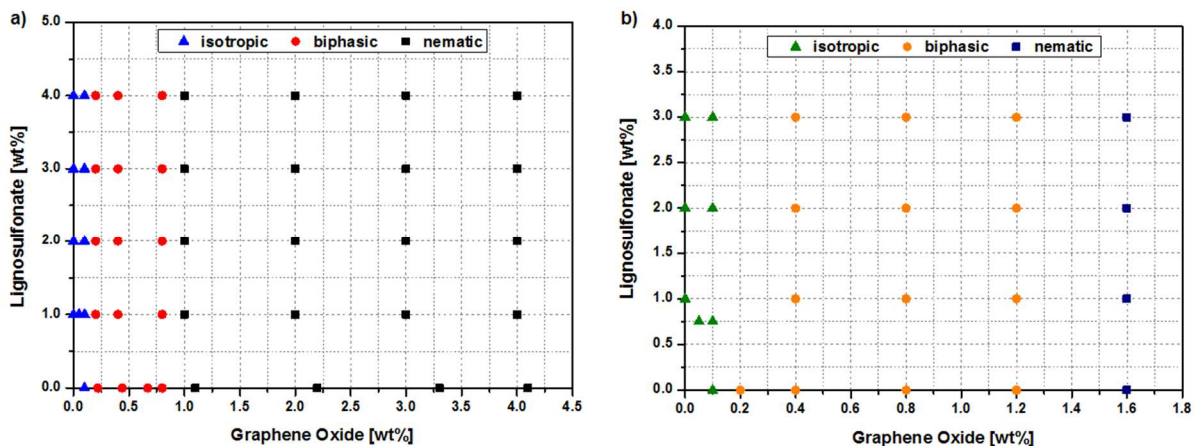 a)
isotropic biphasic nematic
5.0
4.0
3.0
2.0
1.0
0.0
Lignosulfonate [wt%]
0.0 0.5 1.0 1.5 2.0 2.5 3.0 3.5 4.0 4.5
Graphene Oxide [wt%]
b)
isotropic biphasic nematic
4.0
3.5
3.0
2.5
2.0
1.5
1.0
0.5
0.0
Lignosulfonate [wt%]
0.0 0.2 0.4 0.6 0.8 1.0 1.2 1.4 1.6 1.8
Graphene Oxide [wt%]